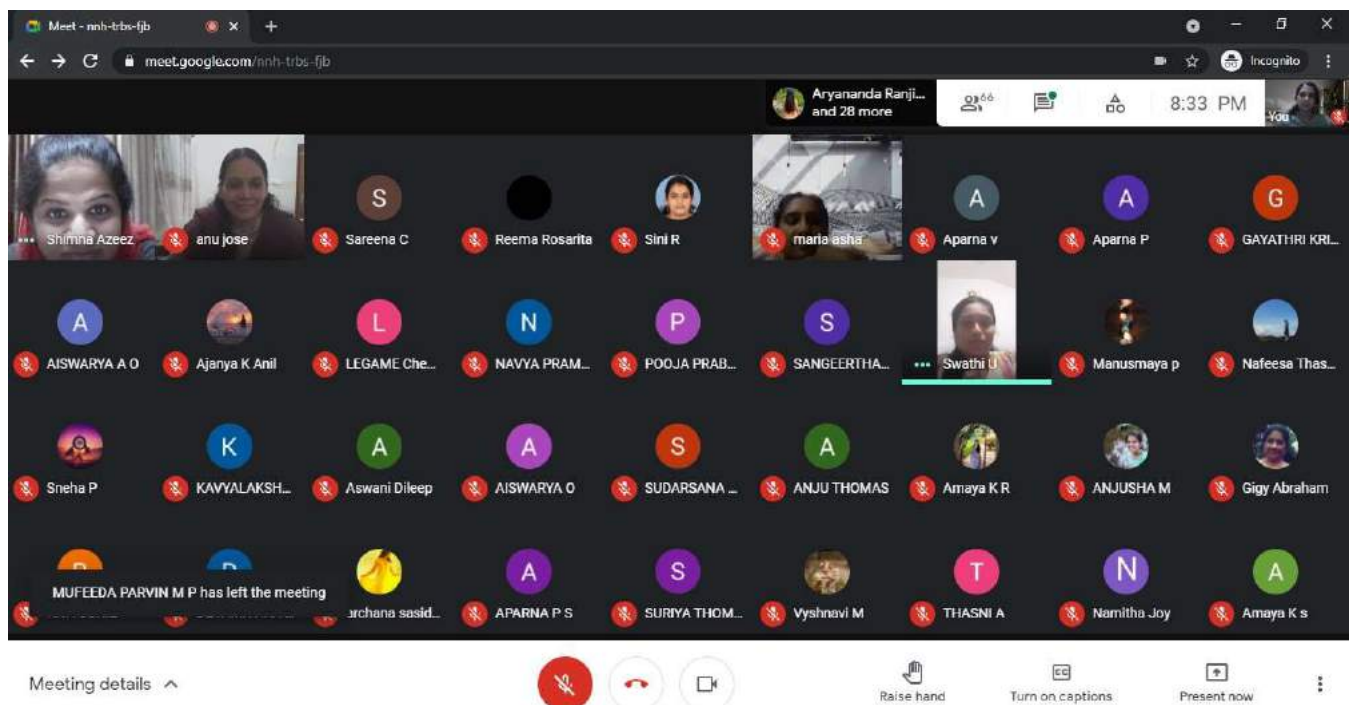 Meet - nnh-trbs-fjb
meet.google.com/nnh-trbs-fjb
Incognito
Aryananda Ranji...
and 28 more
66
8:33 PM
You
Shimna Azeez
anu jose
S
Sareena C
Reema Rosarita
Sini R
maria asha
A
Aparna v
A
Aparna P
G
GAYATHRI KRI...
A
AISWARYA A O
Ajanya K Anil
L
LEGAME Che...
N
NAVYA PRAM...
P
POOJA PRAB...
S
SANGEERTHA...
Swathi U
Manusmaya p
Nafeesa Thas...
Sneha P
K
KAVYALAKSH...
A
Aswani Dileep
A
AISWARYA O
S
SUDARSANA ...
A
ANJU THOMAS
Amaya K R
ANJUSHA M
Gigy Abraham
MUFEEDA PARVIN M P has left the meeting
archana sasid...
A
APARNA P S
S
SURIYA THOM...
Vyshnavi M
T
THASNI A
N
Namitha Joy
A
Amaya K s
Meeting details
Raise hand
CC
Turn on captions
Present now